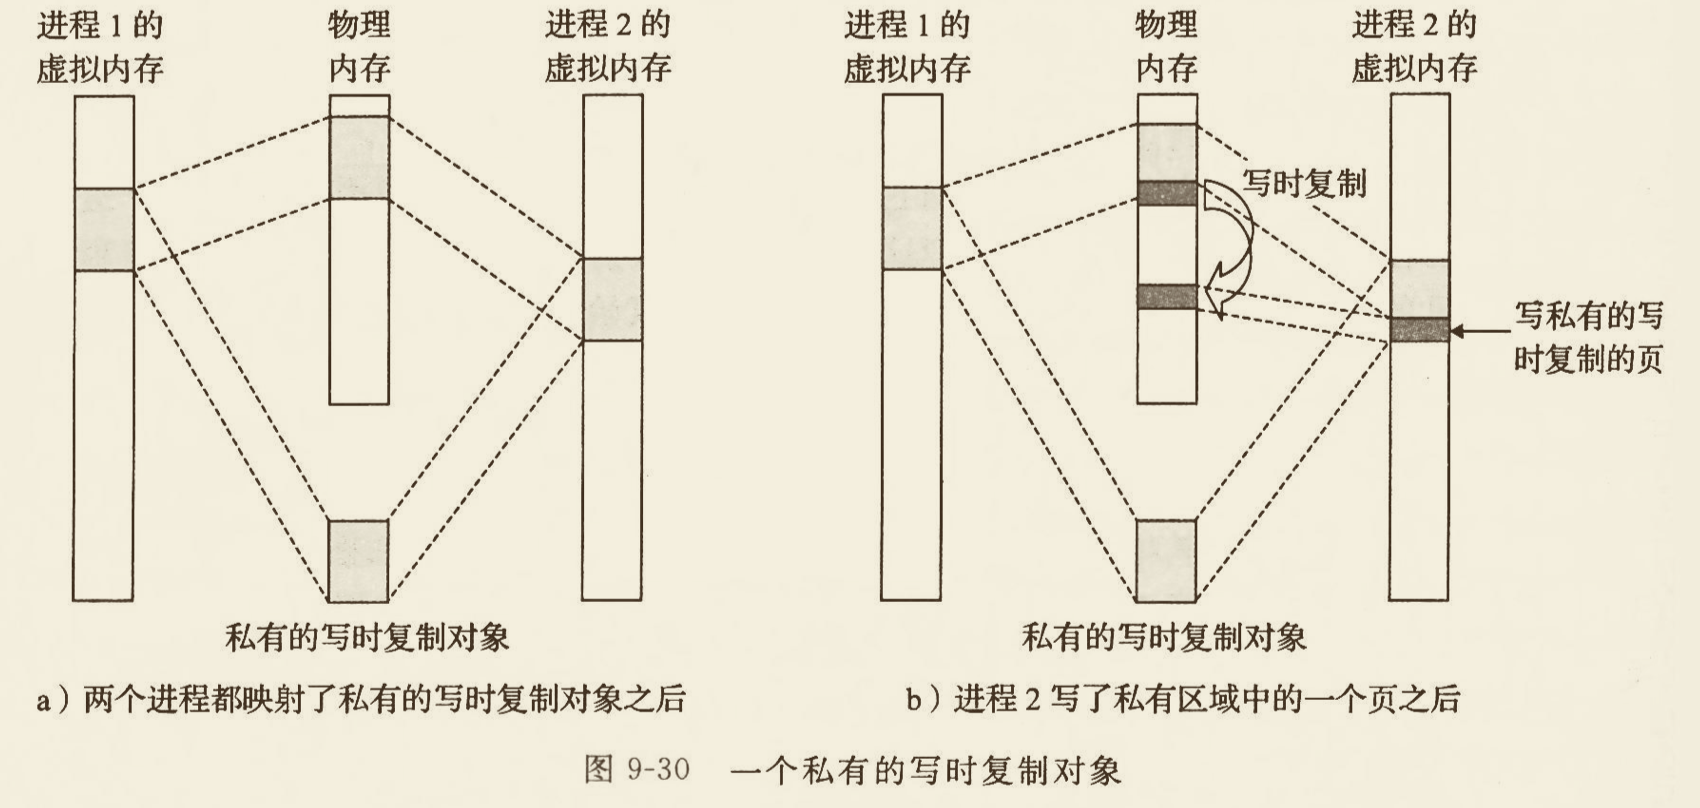 进程 1 的
虚拟内存
物理
内存
进程 2 的
虚拟内存
私有的写时复制对象
a）两个进程都映射了私有的写时复制对象之后
进程 1 的
虚拟内存
物理
内存
进程 2 的
虚拟内存
写时复制
写私有的写
时复制的页
私有的写时复制对象
b）进程 2 写了私有区域中的一个页之后
图 9-30 一个私有的写时复制对象